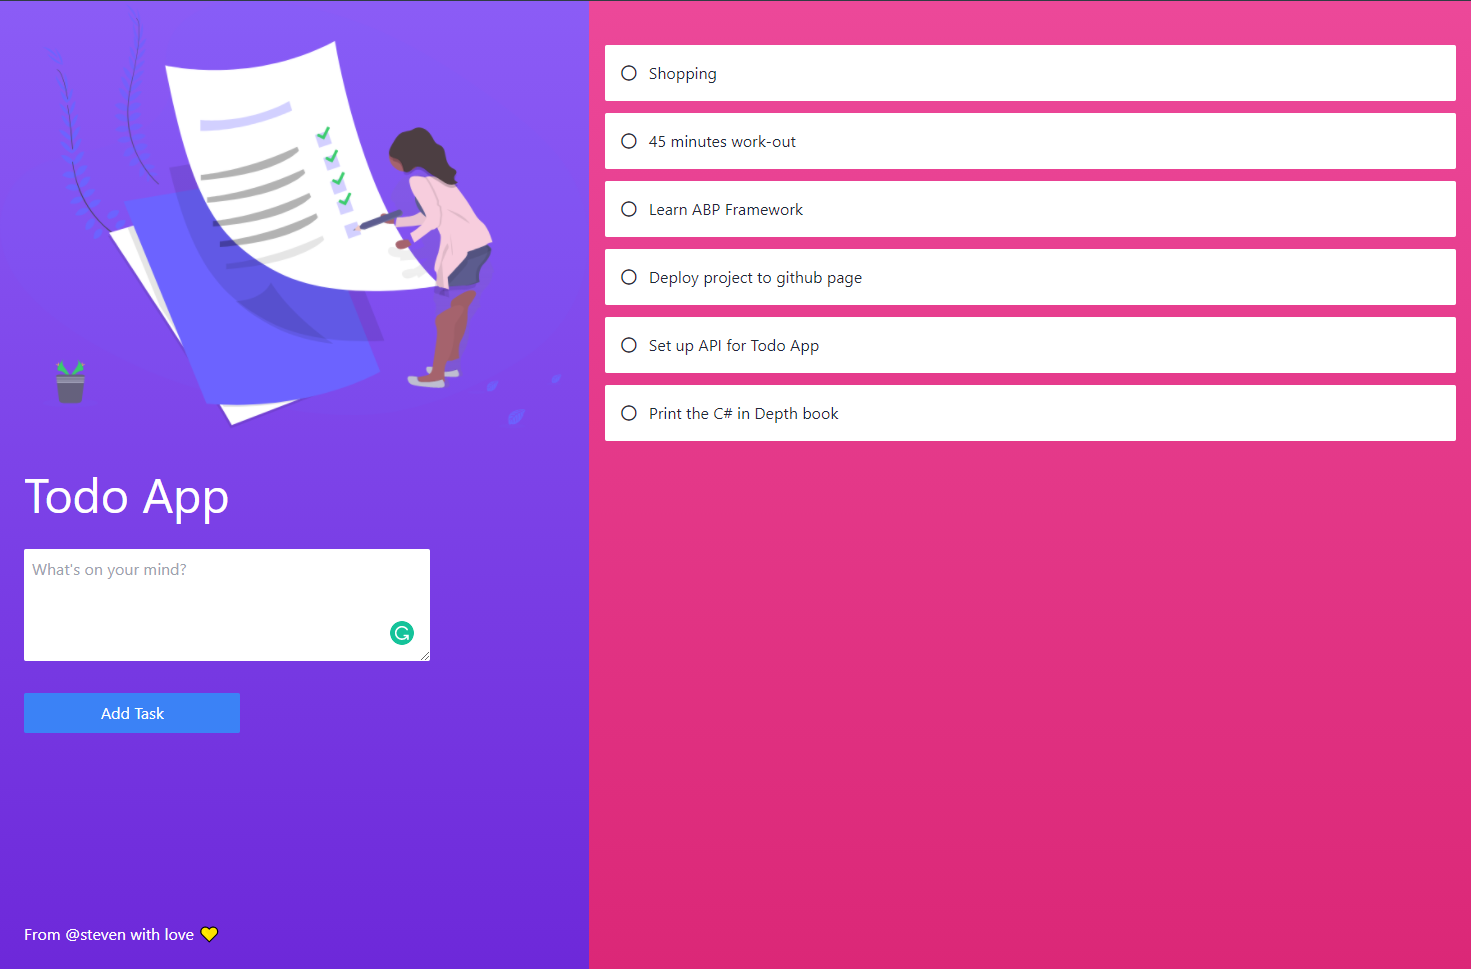 Todo App
What's on your mind?
Add Task
From @steven with love 💛
Shopping
45 minutes work-out
Learn ABP Framework
Deploy project to github page
Set up API for Todo App
Print the C# in Depth book